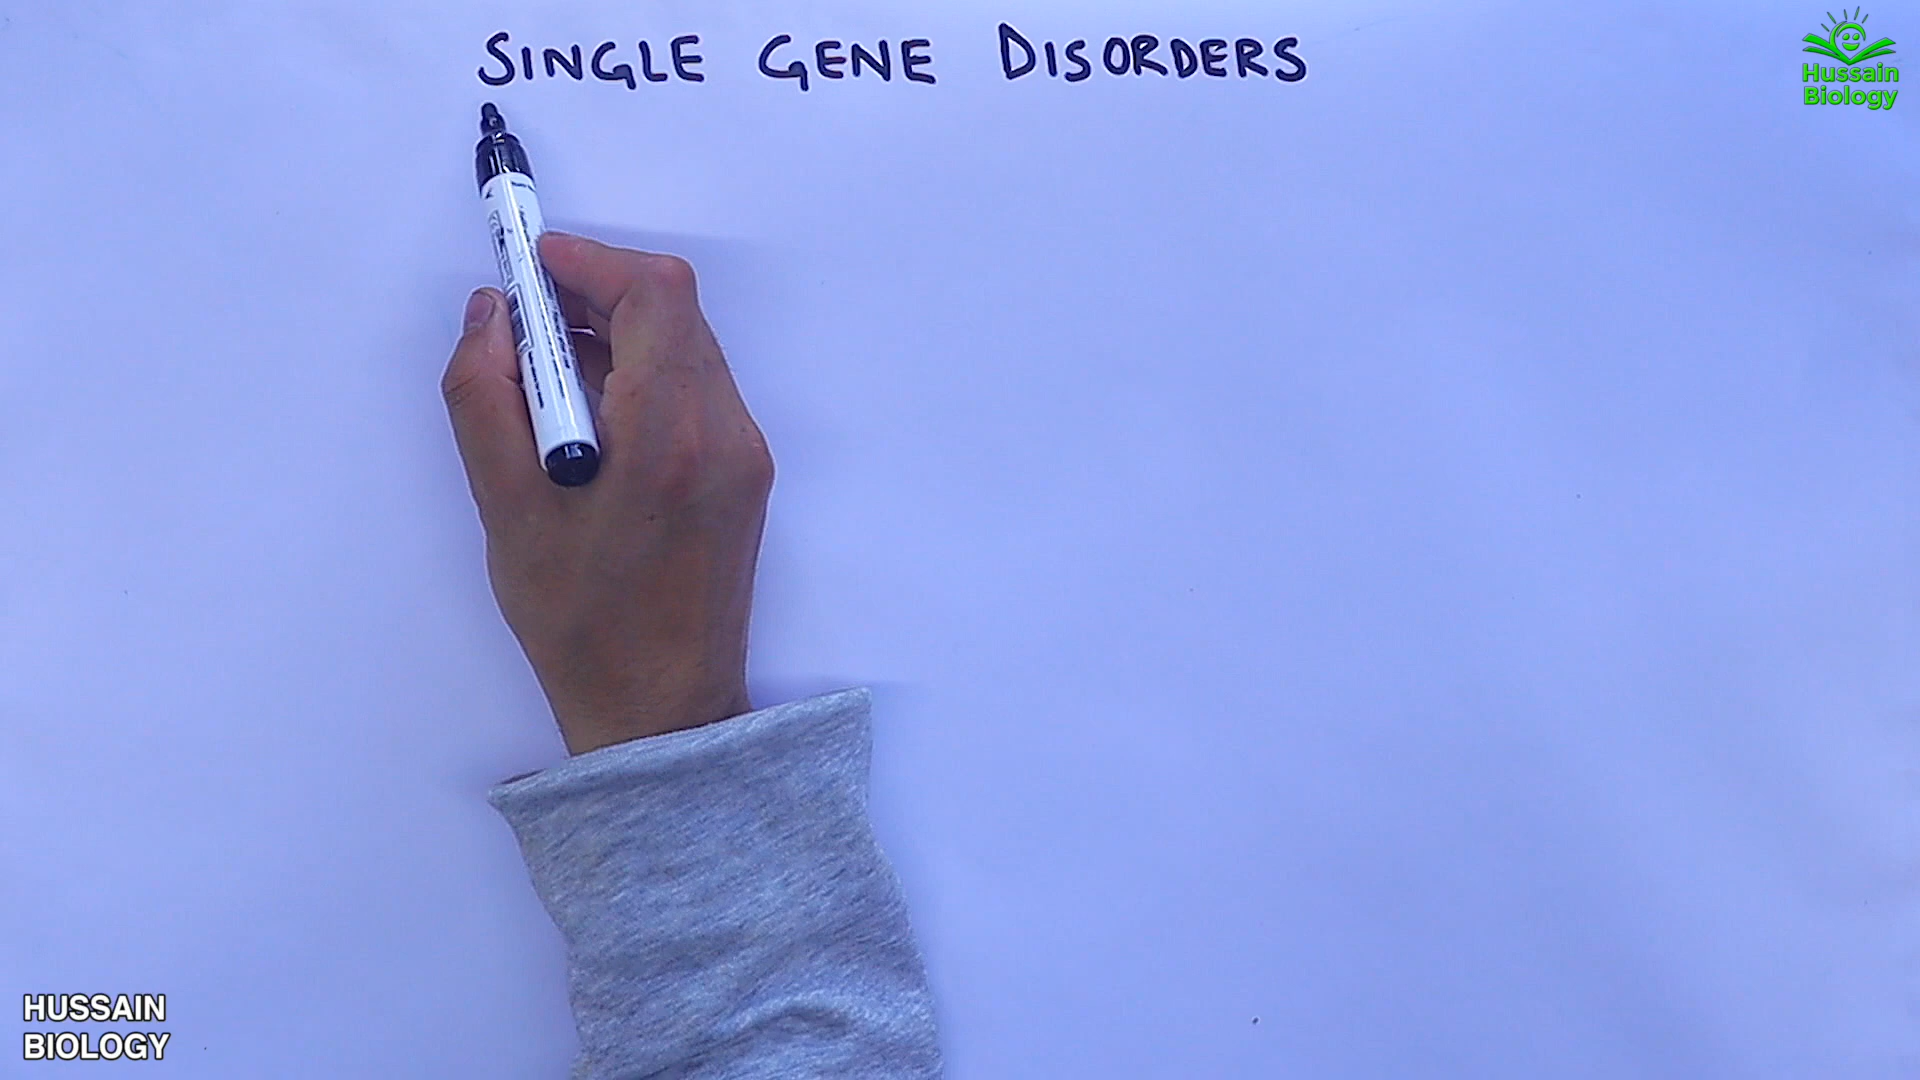 SINGLE GENE DISORDERS
Hussain
Biology
HUSSAIN
BIOLOGY